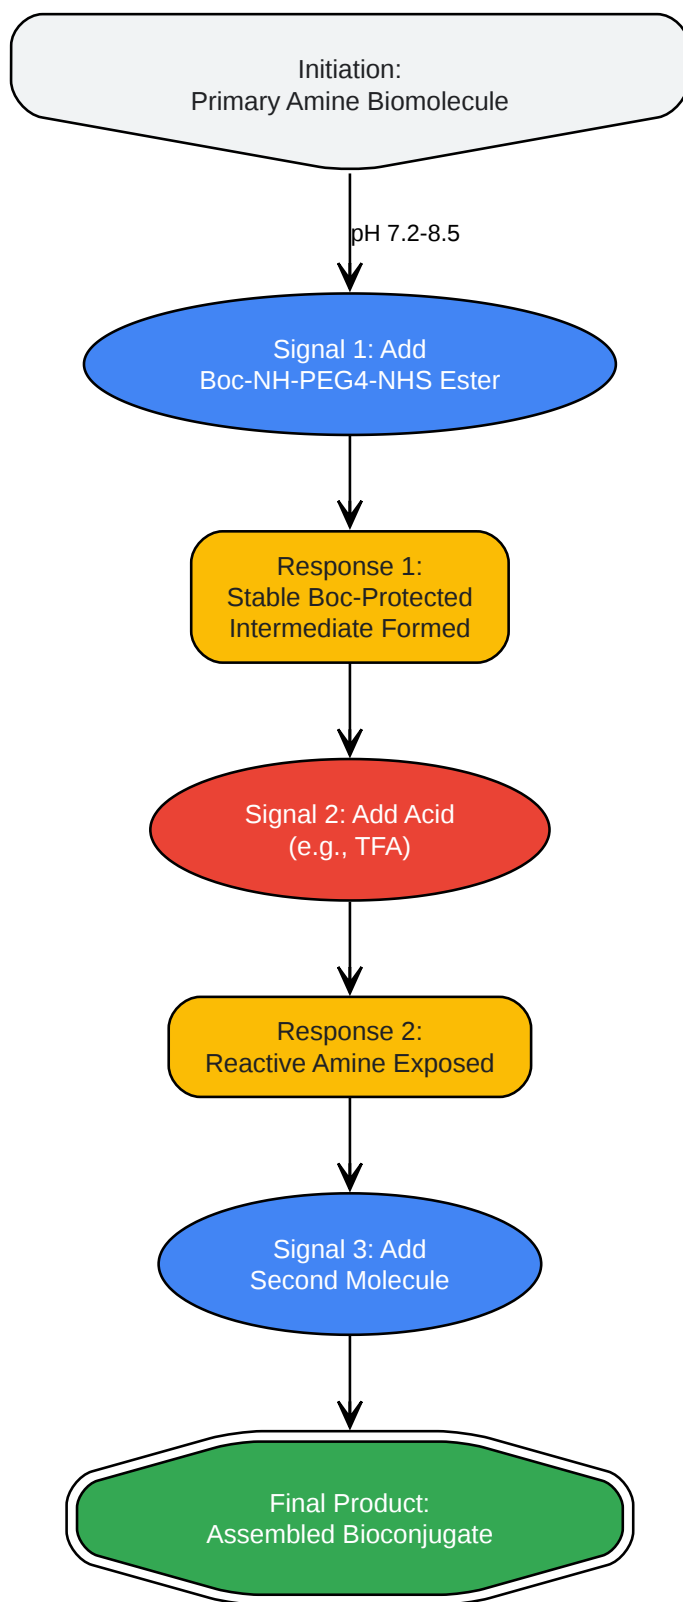 Initiation:
Primary Amine Biomolecule
pH 7.2-8.5
Signal 1: Add
Boc-NH-PEG4-NHS Ester
Response 1:
Stable Boc-Protected
Intermediate Formed
Signal 2: Add Acid
(e.g., TFA)
Response 2:
Reactive Amine Exposed
Signal 3: Add
Second Molecule
Final Product:
Assembled Bioconjugate